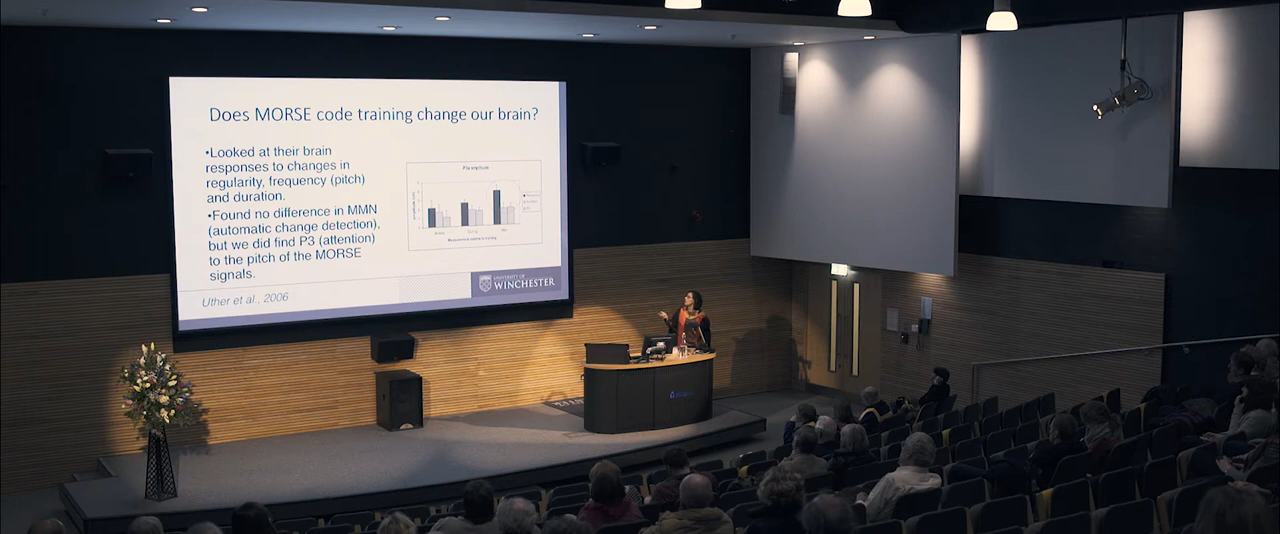 Does MORSE code training change our brain?
•Looked at their brain
responses to changes in
regularity, frequency (pitch)
and duration.
•Found no difference in MMN
(automatic change detection),
but we did find P3 (attention)
to the pitch of the MORSE
signals.
Uther et al., 2006
UNIVERSITY OF
WINCHESTER